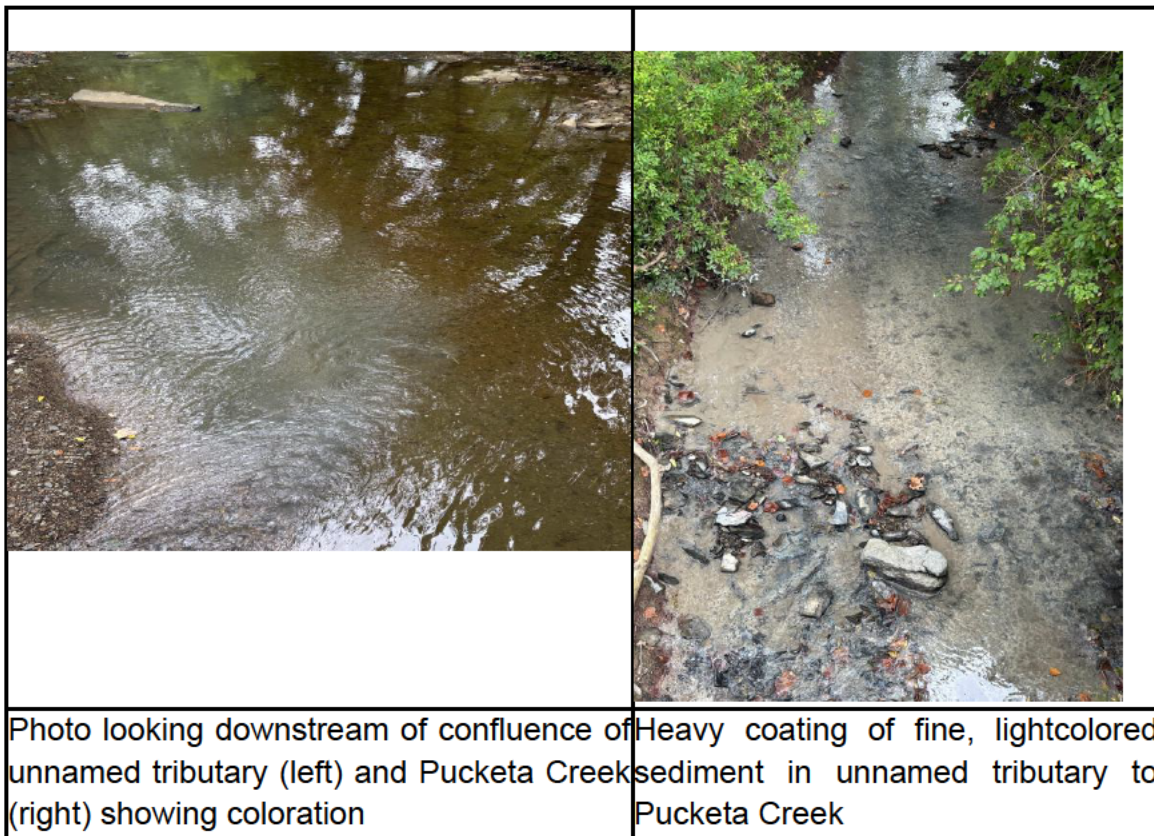 Photo looking downstream of confluence of
unnamed tributary (left) and Pucketa Creek
(right) showing coloration
Heavy coating of fine, lightcolored
sediment in unnamed tributary to
Pucketa Creek